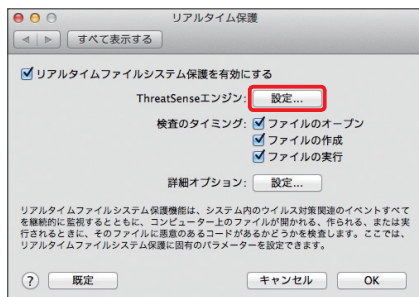 リアルタイム保護
すべて表示する
リアルタイムファイルシステム保護を有効にする
ThreatSenseエンジン: 設定...
検査のタイミング: ファイルのオープン
ファイルの作成
ファイルの実行
詳細オプション: 設定...
リアルタイムファイルシステム保護機能は、システム内のウイルス対策関連のイベントすべて
を継続的に監視するとともに、コンピューター上のファイルが開かれる、作られる、または実
行されるときに、そのファイルに悪意のあるコードがあるかどうかを検査します。ここでは、
リアルタイムファイルシステム保護に固有のパラメーターを設定できます。
? 既定 キャンセル OK